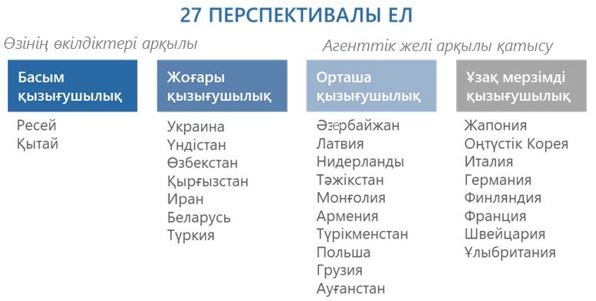 27 ПЕРСПЕКТИВАЛЫ ЕЛ
Өзінің өкілдіктері арқылы
Агенттік желі арқылы қатысу
Басым
қызығушылық
Ресей
Қытай
Жоғары
қызығушылық
Украина
Үндістан
Өзбекстан
Қырғызстан
Иран
Беларусь
Түркия
Орташа
қызығушылық
Әзербайжан
Латвия
Нидерланды
Тәжікстан
Монғолия
Армения
Түрікменстан
Польша
Грузия
Ауғанстан
Ұзақ мерзімді
қызығушылық
Жапония
Оңтүстік Корея
Италия
Германия
Финляндия
Франция
Швейцария
Ұлыбритания